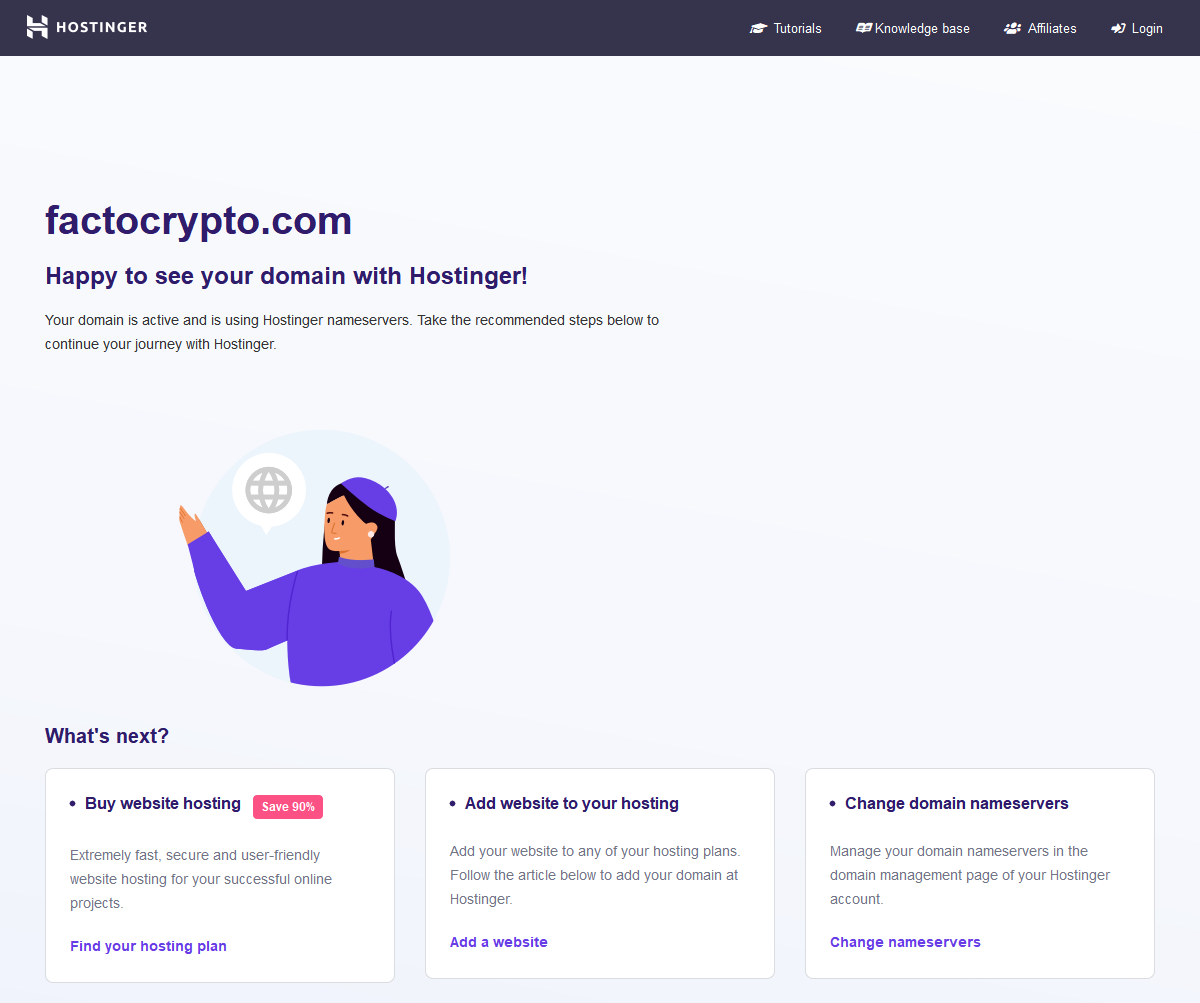 HOSTINGER
Tutorials
Knowledge base
Affiliates
Login
factocrypto.com
Happy to see your domain with Hostinger!
Your domain is active and is using Hostinger nameservers. Take the recommended steps below to
continue your journey with Hostinger.
What's next?
Buy website hosting
Save 90%
Extremely fast, secure and user-friendly
website hosting for your successful online
projects.
Find your hosting plan
Add website to your hosting
Add your website to any of your hosting plans.
Follow the article below to add your domain at
Hostinger.
Add a website
Change domain nameservers
Manage your domain nameservers in the
domain management page of your Hostinger
account.
Change nameservers